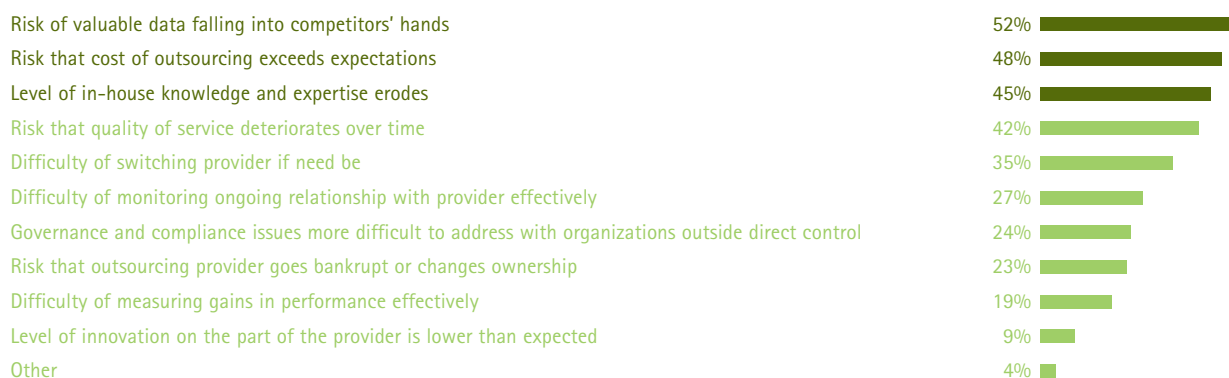 Risk of valuable data falling into competitors’ hands 52%
Risk that cost of outsourcing exceeds expectations 48%
Level of in-house knowledge and expertise erodes 45%
Risk that quality of service deteriorates over time 42%
Difficulty of switching provider if need be 35%
Difficulty of monitoring ongoing relationship with provider effectively 27%
Governance and compliance issues more difficult to address with organizations outside direct control 24%
Risk that outsourcing provider goes bankrupt or changes ownership 23%
Difficulty of measuring gains in performance effectively 19%
Level of innovation on the part of the provider is lower than expected 9%
Other 4%